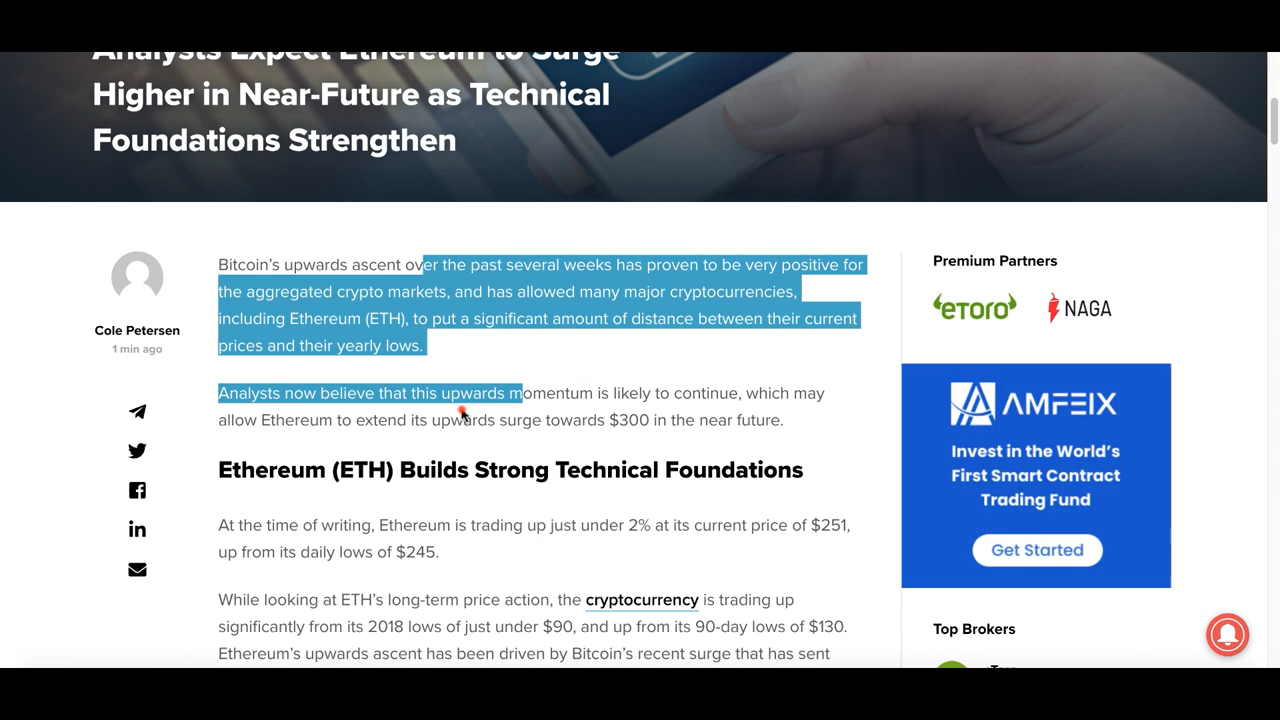 Analysts Expect Ethereum to Surge
Higher in Near-Future as Technical
Foundations Strengthen
Cole Petersen
1 min ago
Bitcoin’s upwards ascent over the past several weeks has proven to be very positive for
the aggregated crypto markets, and has allowed many major cryptocurrencies,
including Ethereum (ETH), to put a significant amount of distance between their current
prices and their yearly lows.
Analysts now believe that this upwards momentum is likely to continue, which may
allow Ethereum to extend its upwards surge towards $300 in the near future.
Ethereum (ETH) Builds Strong Technical Foundations
At the time of writing, Ethereum is trading up just under 2% at its current price of $251,
up from its daily lows of $245.
While looking at ETH’s long-term price action, the cryptocurrency is trading up
significantly from its 2018 lows of just under $90, and up from its 90-day lows of $130.
Ethereum’s upwards ascent has been driven by Bitcoin’s recent surge that has sent
Premium Partners
eToro NAGA
AMFEIX
Invest in the World’s
First Smart Contract
Trading Fund
Get Started
Top Brokers